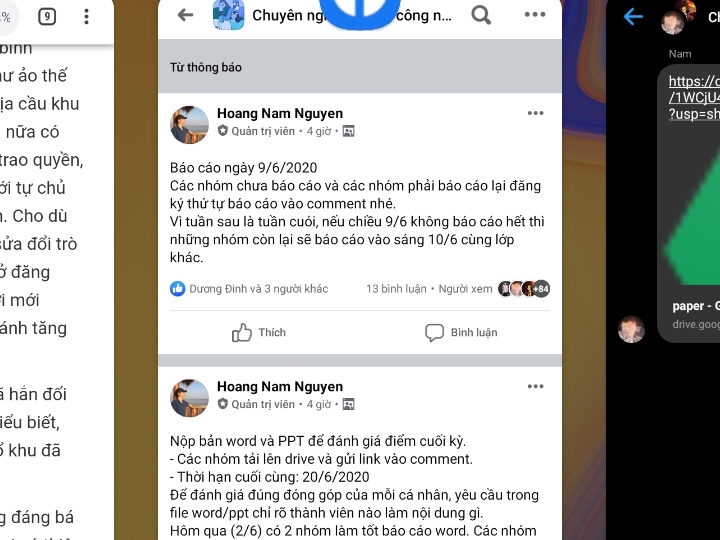 %
9
bình
ư ảo thế
ịa cầu khu
nữa có
trao quyền,
ới tự chủ
n. Cho dù
sửa đổi trò
ở đăng
i mới
ánh tăng
ã hắn đối
iểu biết,
ổ khu đã
g đáng bá
Chuyên ngh công n...
Từ thông báo
Hoang Nam Nguyen
Quản trị viên • 4 giờ •
Báo cáo ngày 9/6/2020
Các nhóm chưa báo cáo và các nhóm phải báo cáo lại đăng
ký thứ tự báo cáo vào comment nhé.
Vì tuần sau là tuần cuói, nếu chiều 9/6 không báo cáo hết thì
những nhóm còn lại sẽ báo cáo vào sáng 10/6 cùng lớp
khác.
Dương Đinh và 3 người khác 13 bình luận • Người xem +84
Thích Bình luận
Hoang Nam Nguyen
Quản trị viên • 4 giờ •
Nộp bản word và PPT để đánh giá điểm cuối kỳ.
- Các nhóm tải lên drive và gửi link vào comment.
- Thời hạn cuối cùng: 20/6/2020
Để đánh giá đúng đóng góp của mỗi cá nhân, yêu cầu trong
file word/ppt chỉ rõ thành viên nào làm nội dung gì.
Hôm qua (2/6) có 2 nhóm làm tốt báo cáo word. Các nhóm
Ch
Nam
https://d
/1WCjU4
?usp=sh
paper - G
drive.goog